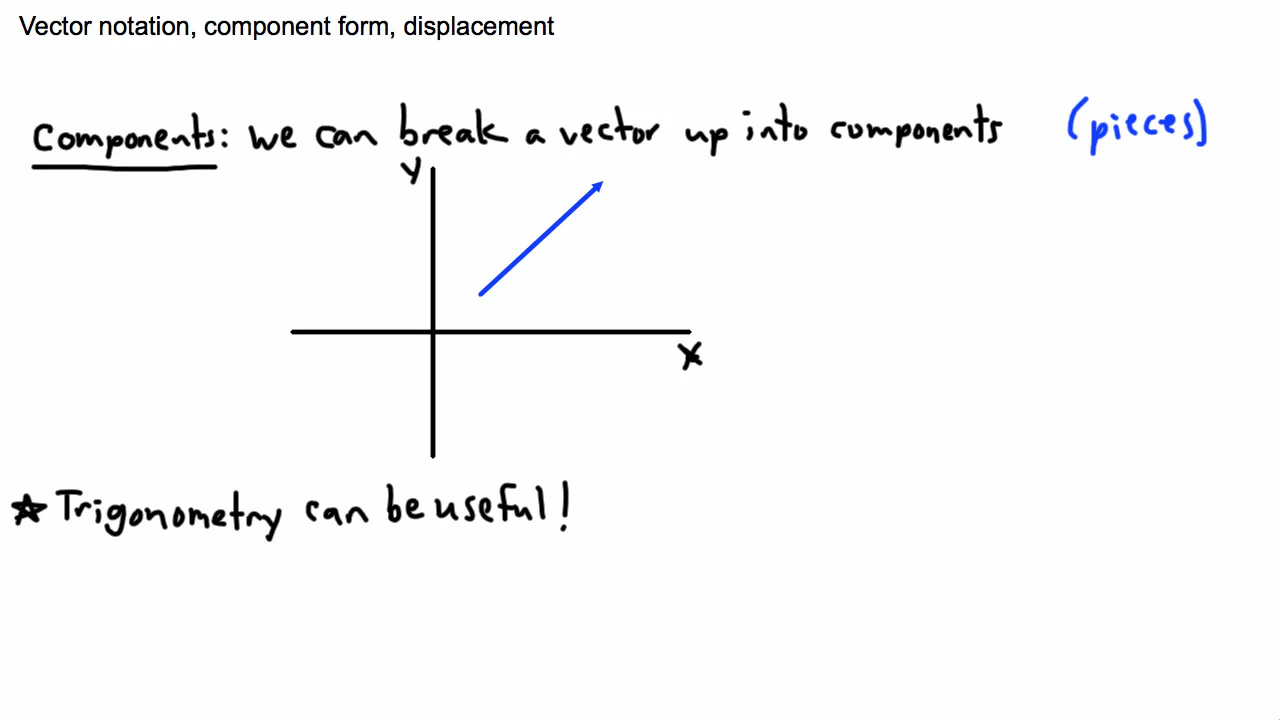 Vector notation, component form, displacement
Components: we can break a vector up into components (pieces)
y
x
★ Trigonometry can be useful!